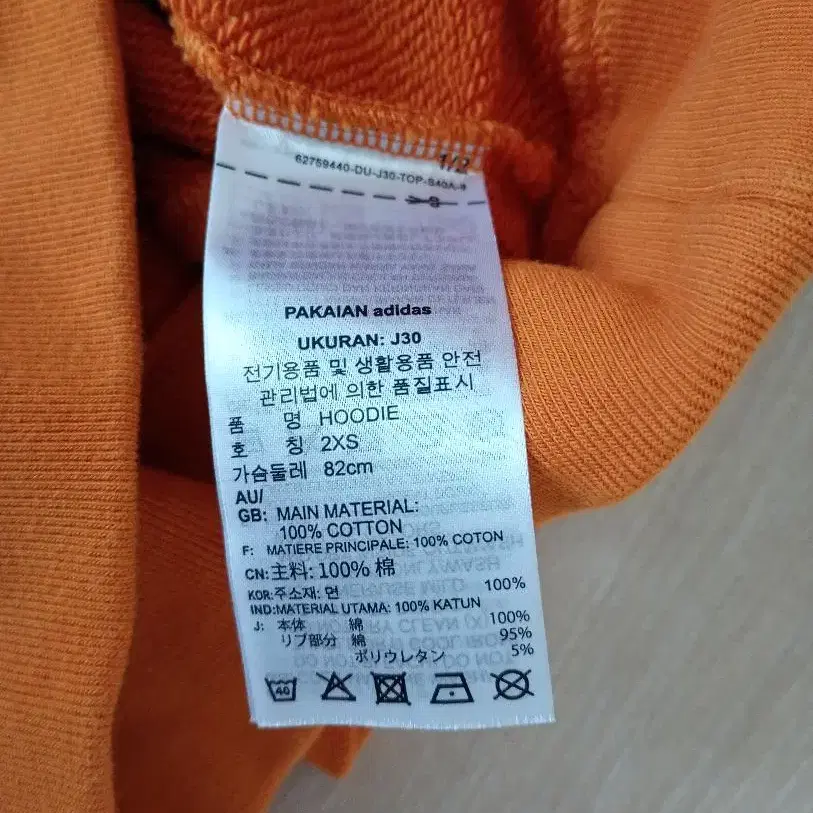 1/2
62759440-DU-J30-TOP-S40A-8
PAKAIAN adidas
UKURAN: J30
전기용품 및 생활용품 안전
관리법에 의한 품질표시
품 명 HOODIE
호 칭 2XS
가슴둘레 82cm
AU/
GB: MAIN MATERIAL:
100% COTTON
F: MATIERE PRINCIPALE: 100% COTON
CN:主料: 100% 棉
KOR:주소재: 면 100%
IND:MATERIAL UTAMA: 100% KATUN
J: 本体 綿 100%
リブ部分 綿 95%
ポリウレタン 5%
40